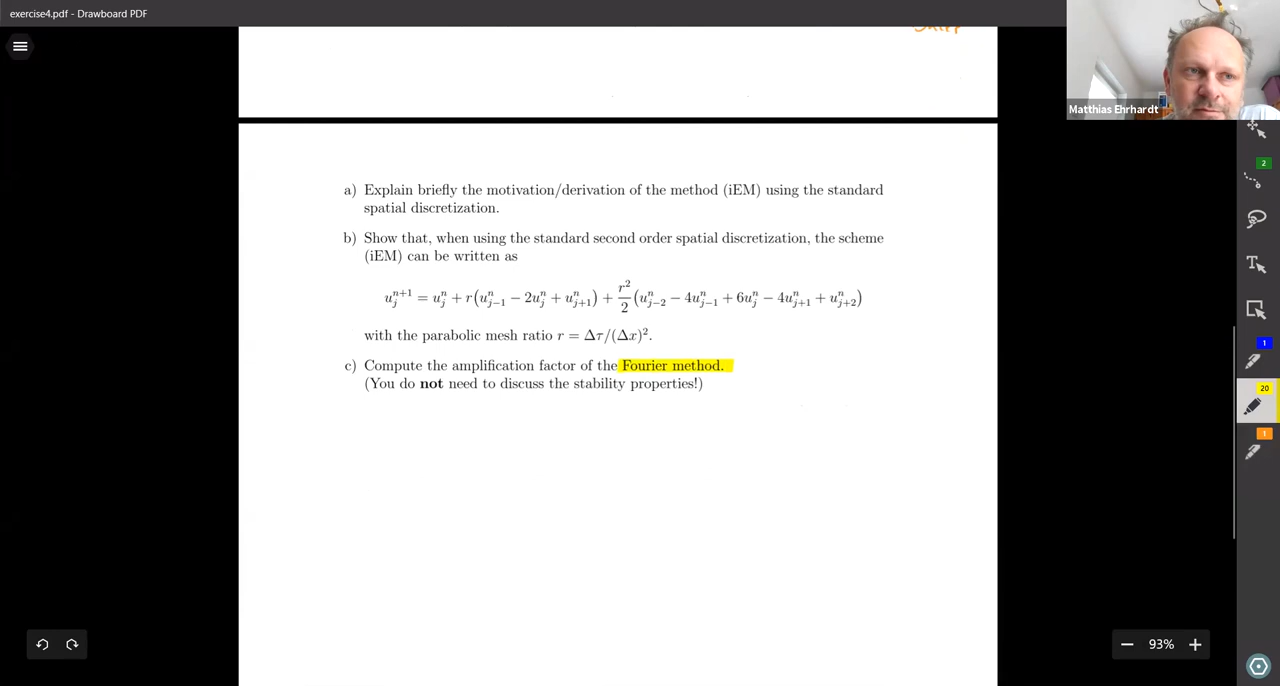 exercise4.pdf - Drawboard PDF
Matthias Ehrhardt
a) Explain briefly the motivation/derivation of the method (iEM) using the standard
spatial discretization.
b) Show that, when using the standard second order spatial discretization, the scheme
(iEM) can be written as
u_j^{n+1} = u_j^n + r(u_{j-1}^n − 2u_j^n + u_{j+1}^n) + \frac{r^2}{2}(u_{j-2}^n − 4u_{j-1}^n + 6u_j^n − 4u_{j+1}^n + u_{j+2}^n)
with the parabolic mesh ratio r = Δτ/(Δx)².
c) Compute the amplification factor of the Fourier method.
(You do not need to discuss the stability properties!)
2
1
20
1
93%